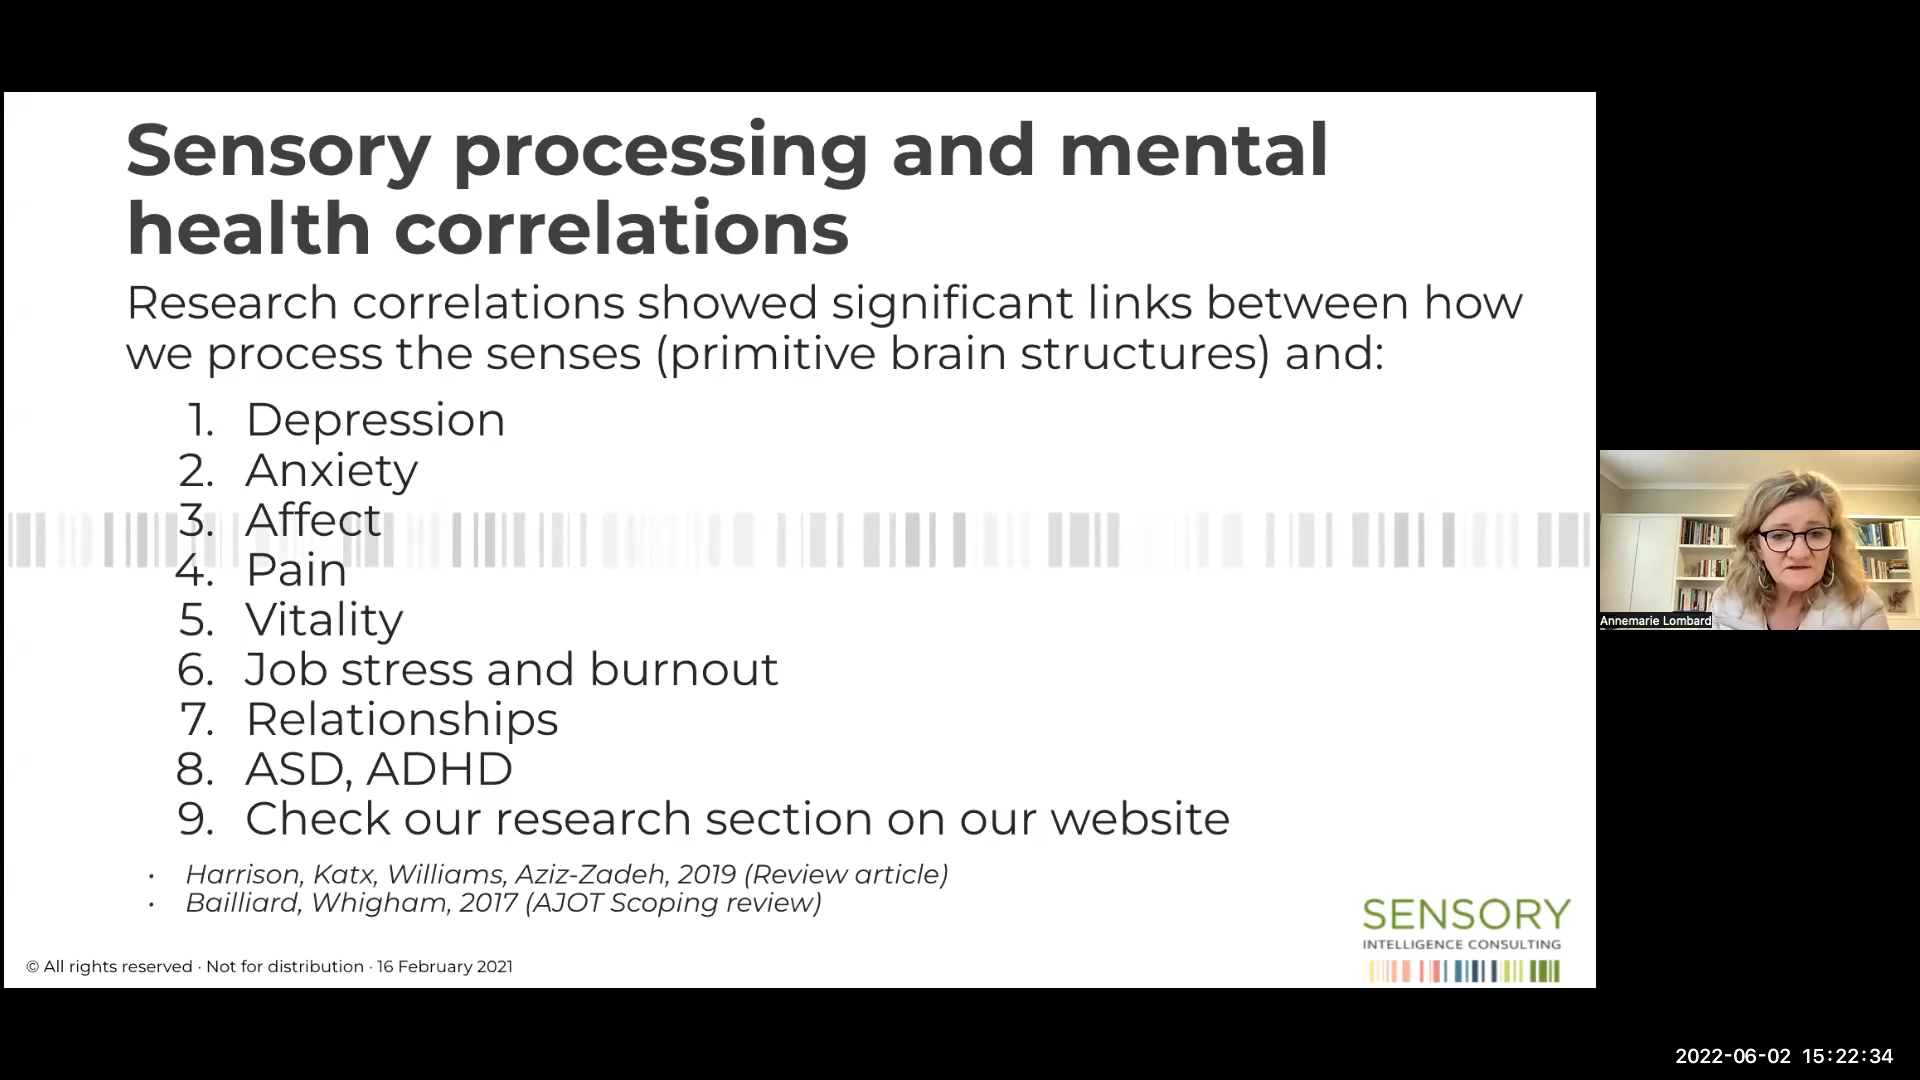 Sensory processing and mental
health correlations
Research correlations showed significant links between how
we process the senses (primitive brain structures) and:
1. Depression
2. Anxiety
3. Affect
4. Pain
5. Vitality
6. Job stress and burnout
7. Relationships
8. ASD, ADHD
9. Check our research section on our website
• Harrison, Katx, Williams, Aziz-Zadeh, 2019 (Review article)
• Bailliard, Whigham, 2017 (AJOT Scoping review)
© All rights reserved · Not for distribution · 16 February 2021
SENSORY
INTELLIGENCE CONSULTING
Annemarie Lombard
2022-06-02 15:22:34